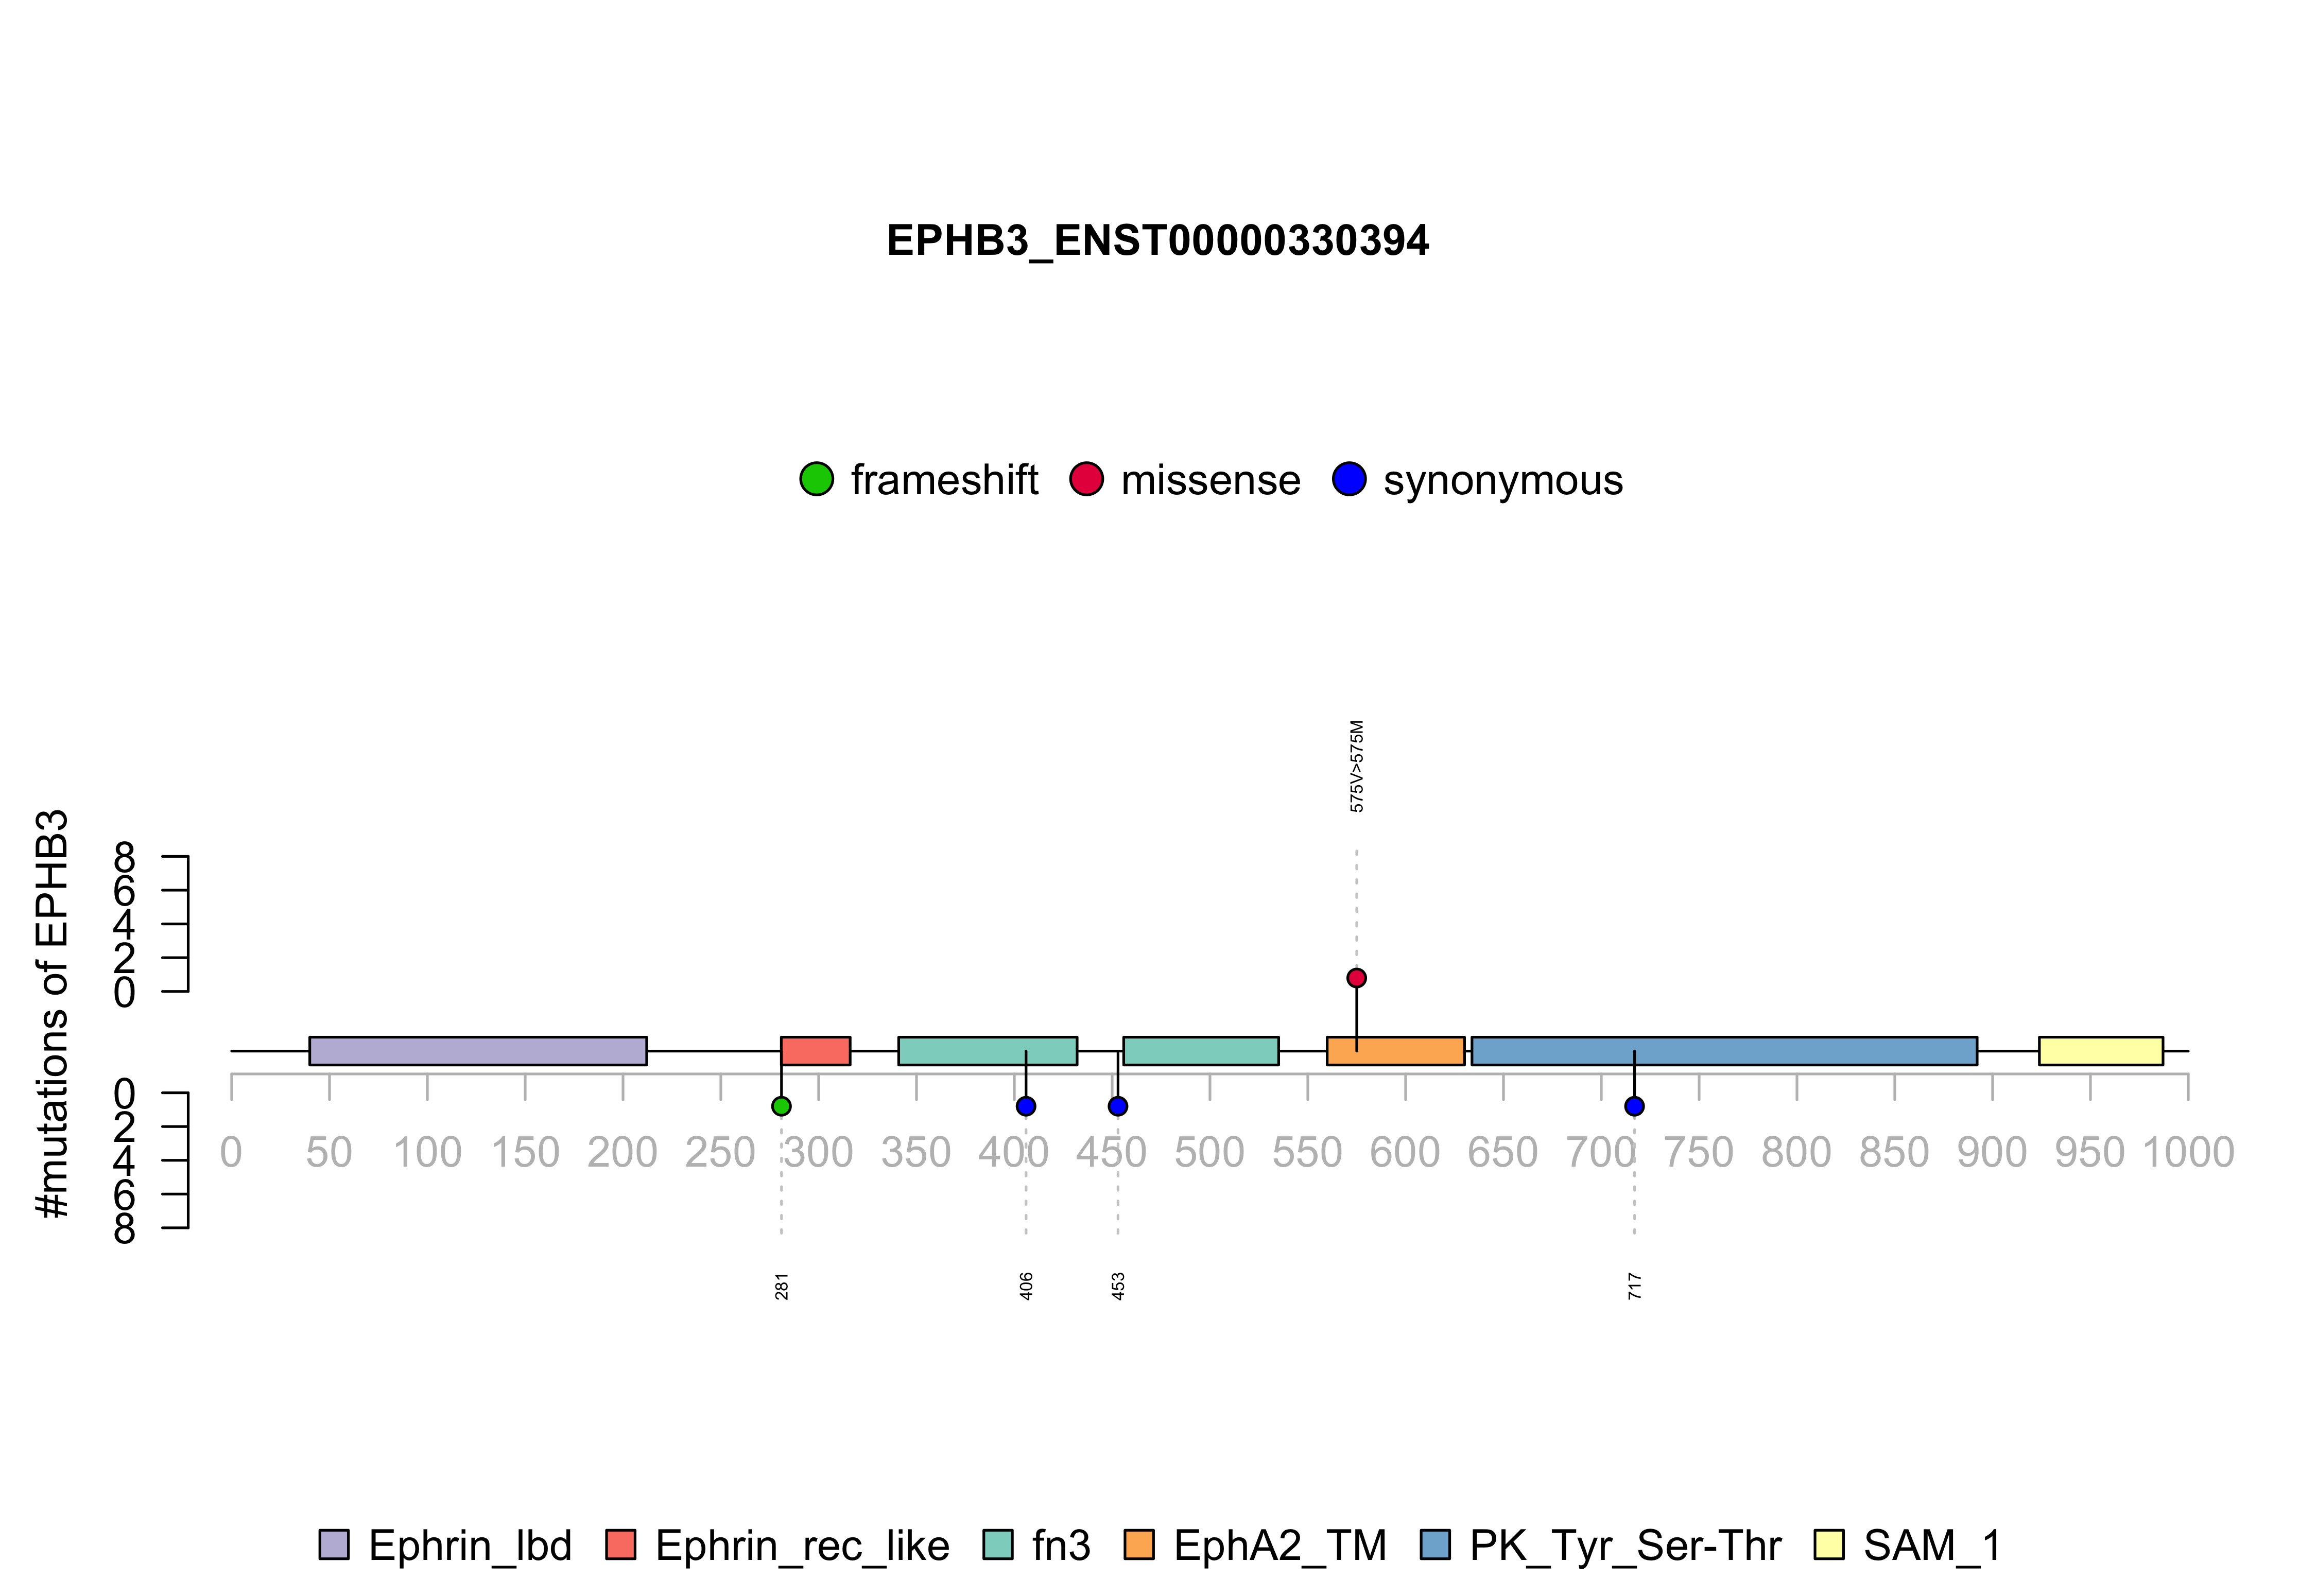 EPHB3_ENST00000330394
frameshift missense synonymous
575V>575M
#mutations of EPHB3
8
6
4
2
0
0
2
4
6
8
0 50 100 150 200 250 300 350 400 450 500 550 600 650 700 750 800 850 900 950 1000
281 406 453 717
Ephrin_lbd Ephrin_rec_like fn3 EphA2_TM PK_Tyr_Ser-Thr SAM_1